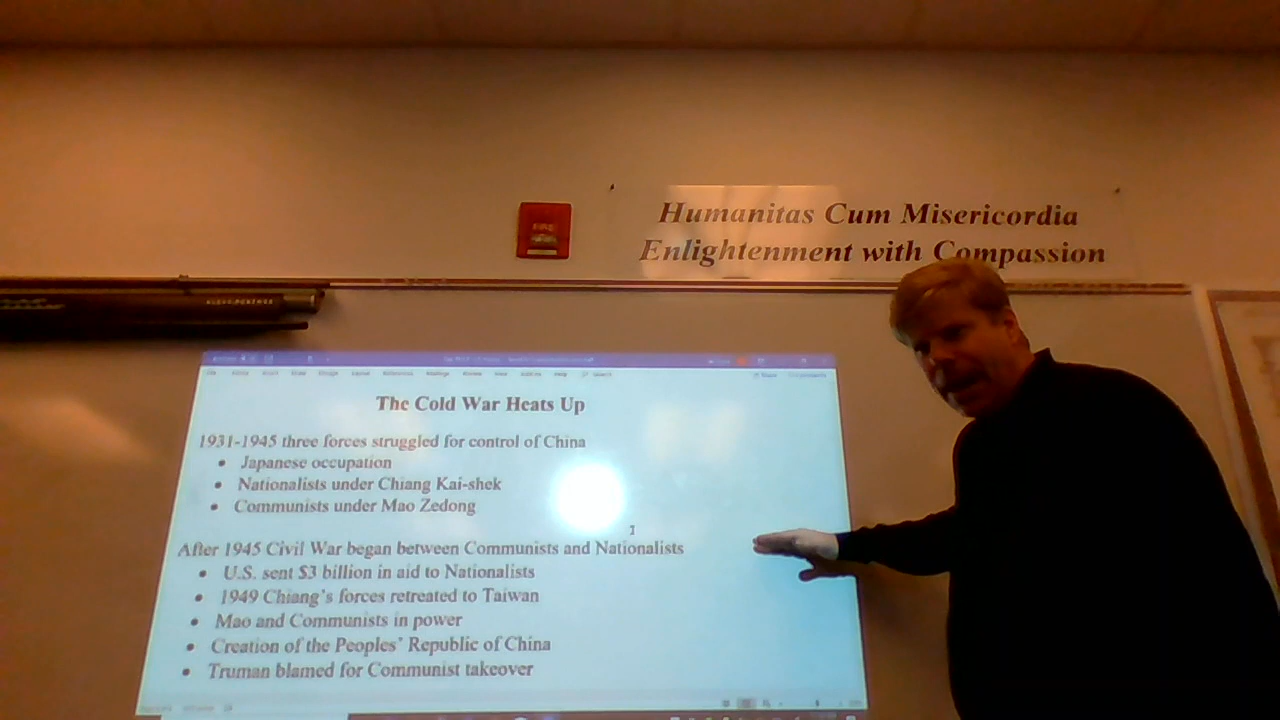 FIRE
Humanitas Cum Misericordia
Enlightenment with Compassion
The Cold War Heats Up
1931-1945 three forces struggled for control of China
• Japanese occupation
• Nationalists under Chiang Kai-shek
• Communists under Mao Zedong
After 1945 Civil War began between Communists and Nationalists
• U.S. sent $3 billion in aid to Nationalists
• 1949 Chiang's forces retreated to Taiwan
• Mao and Communists in power
• Creation of the Peoples' Republic of China
• Truman blamed for Communist takeover